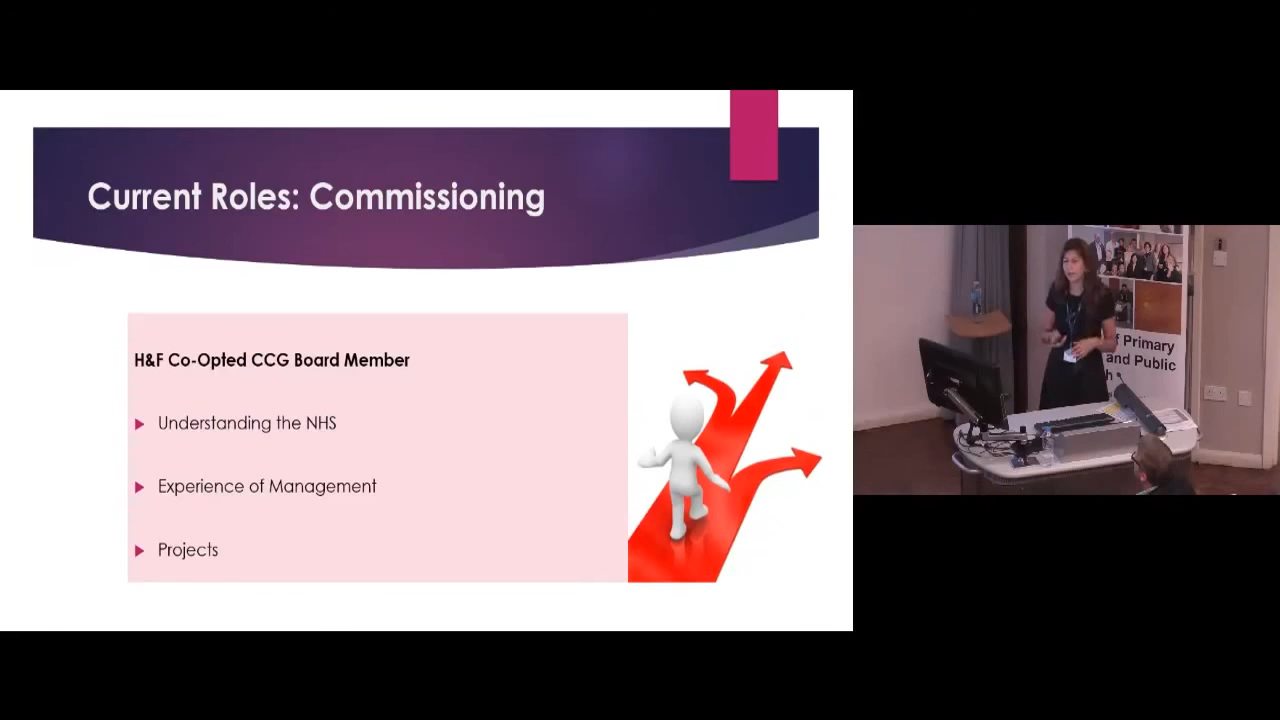 Current Roles: Commissioning
H&F Co-Opted CCG Board Member
Understanding the NHS
Experience of Management
Projects
f Primary
and Public